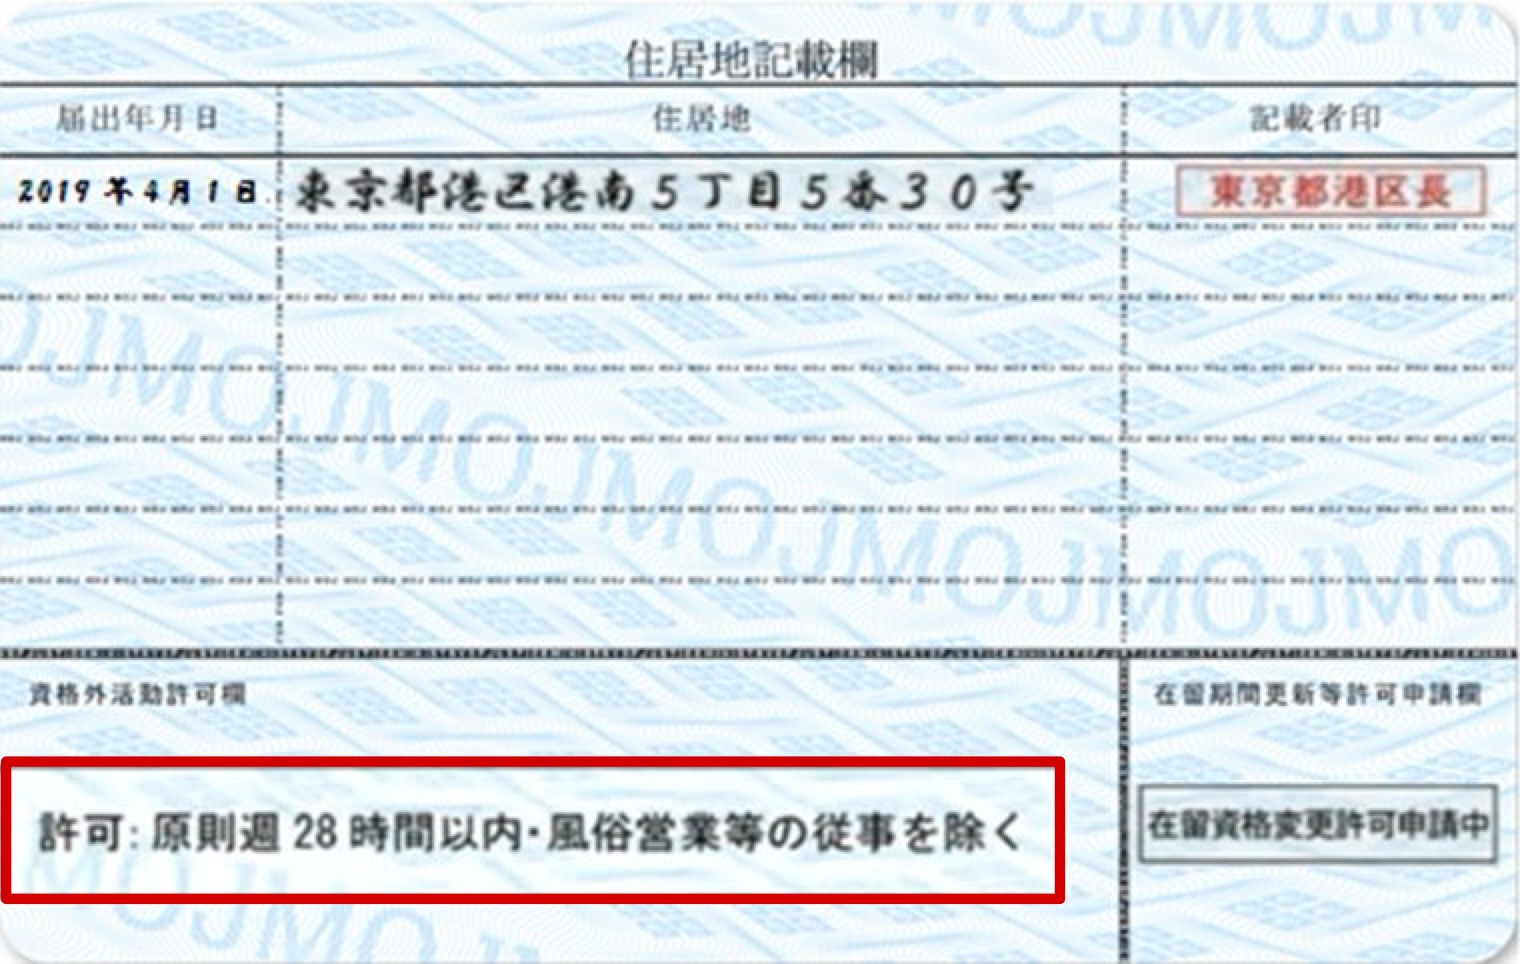 住居地記載欄
届出年月日 住居地 記載者印
2019年4月1日 東京都港区港南5丁目5番30号 東京都港区長
資格外活動許可欄 在留期間更新等許可申請欄
許可:原則週28時間以内・風俗営業等の従事を除く 在留資格変更許可申請中
MOJMOJM
JMOJMOJMOJMOJMOJMO
MOJMOJ